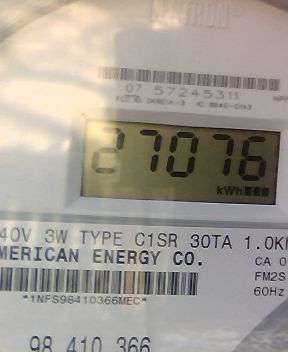 CENTRON®
07 57245311
27076
kWh
40V 3W TYPE C1SR 30TA 1.0K
MERICAN ENERGY CO.
CA 0
FM2S
*1NFS98410366MEC*
60Hz
98 410 366